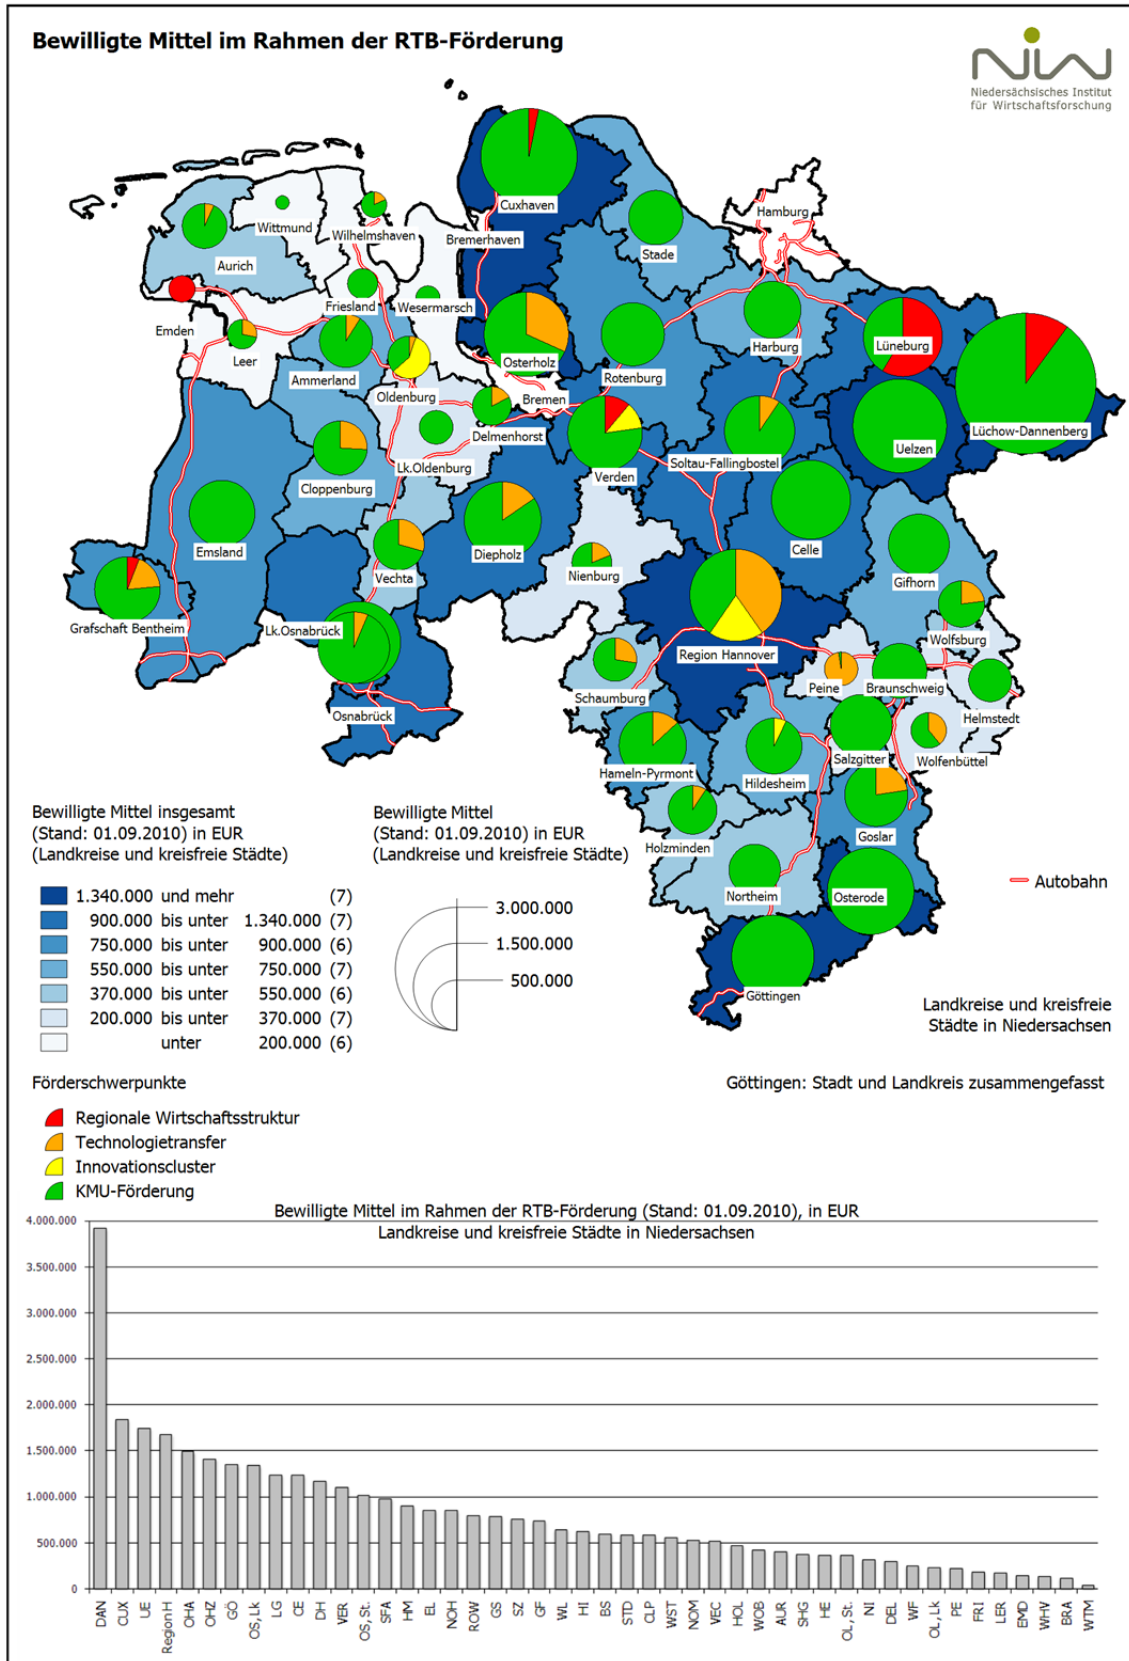 Bewilligte Mittel im Rahmen der RTB-Förderung
NIW
Niedersächsisches Institut
für Wirtschaftsforschung
Cuxhaven
Hamburg
Wittmund
Wilhelmshaven
Bremerhaven
Stade
Aurich
Friesland
Wesermarsch
Emden
Leer
Ammerland
Osterholz
Harburg
Lüneburg
Rotenburg
Oldenburg
Bremen
Lüchow-Dannenberg
Delmenhorst
Uelzen
Lk.Oldenburg
Verden
Soltau-Fallingbostel
Cloppenburg
Emsland
Diepholz
Celle
Vechta
Nienburg
Gifhorn
Grafschaft Bentheim
Lk.Osnabrück
Wolfsburg
Region Hannover
Peine
Braunschweig
Schaumburg
Osnabrück
Helmstedt
Salzgitter
Wolfenbüttel
Hameln-Pyrmont
Hildesheim
Goslar
Holzminden
Northeim
Osterode
Göttingen
Bewilligte Mittel insgesamt
(Stand: 01.09.2010) in EUR
(Landkreise und kreisfreie Städte)
1.340.000 und mehr (7)
900.000 bis unter 1.340.000 (7)
750.000 bis unter 900.000 (6)
550.000 bis unter 750.000 (7)
370.000 bis unter 550.000 (6)
200.000 bis unter 370.000 (7)
unter 200.000 (6)
Bewilligte Mittel
(Stand: 01.09.2010) in EUR
(Landkreise und kreisfreie Städte)
3.000.000
1.500.000
500.000
Autobahn
Landkreise und kreisfreie
Städte in Niedersachsen
Förderschwerpunkte
Göttingen: Stadt und Landkreis zusammengefasst
Regionale Wirtschaftsstruktur
Technologietransfer
Innovationscluster
KMU-Förderung
Bewilligte Mittel im Rahmen der RTB-Förderung (Stand: 01.09.2010), in EUR
Landkreise und kreisfreie Städte in Niedersachsen
4.000.000
3.500.000
3.000.000
2.500.000
2.000.000
1.500.000
1.000.000
500.000
0
DAN
CUX
UE
Region H
OHA
OHZ
GÖ
OS, Lk
LG
CE
DH
VER
OS, St.
SFA
HM
EL
NOH
ROW
GS
SZ
GF
WL
HI
BS
STD
CLP
WST
NOM
VEC
HOL
WOB
AUR
SHG
HE
OL, St.
NI
DEL
WF
OL, Lk
PE
FRI
LER
EMD
WHV
BRA
WTM